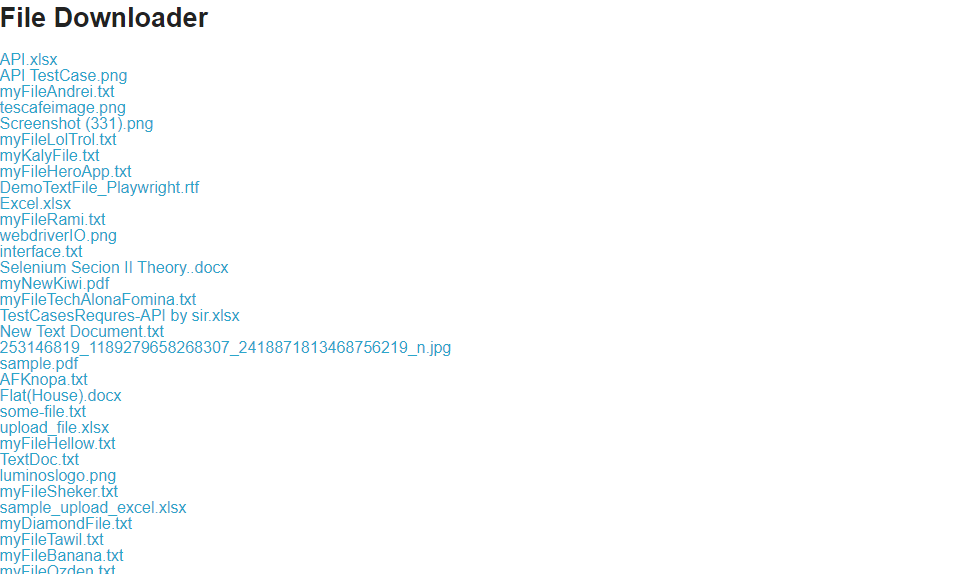 File Downloader
API.xlsx
API TestCase.png
myFileAndrei.txt
tescafeimage.png
Screenshot (331).png
myFileLolTrol.txt
myKalyFile.txt
myFileHeroApp.txt
DemoTextFile_Playwright.rtf
Excel.xlsx
myFileRami.txt
webdriverIO.png
interface.txt
Selenium Secion II Theory..docx
myNewKiwi.pdf
myFileTechAlonaFomina.txt
TestCasesRequres-API by sir.xlsx
New Text Document.txt
253146819_1189279658268307_2418871813468756219_n.jpg
sample.pdf
AFKnopa.txt
Flat(House).docx
some-file.txt
upload_file.xlsx
myFileHellow.txt
TextDoc.txt
luminoslogo.png
myFileSheker.txt
sample_upload_excel.xlsx
myDiamondFile.txt
myFileTawil.txt
myFileBanana.txt
myFileOzden.txt